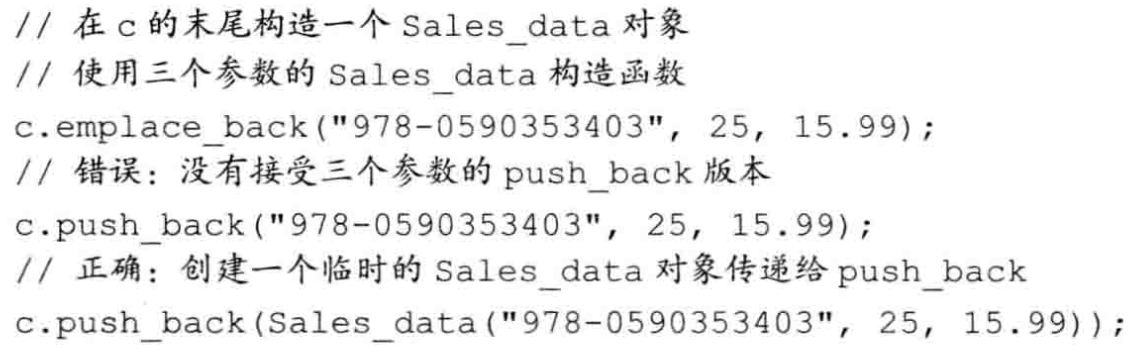 // 在 c 的末尾构造一个 Sales_data 对象
// 使用三个参数的 Sales_data 构造函数
c.emplace_back("978-0590353403", 25, 15.99);
// 错误：没有接受三个参数的 push_back 版本
c.push_back("978-0590353403", 25, 15.99);
// 正确：创建一个临时的 Sales_data 对象传递给 push_back
c.push_back(Sales_data("978-0590353403", 25, 15.99));